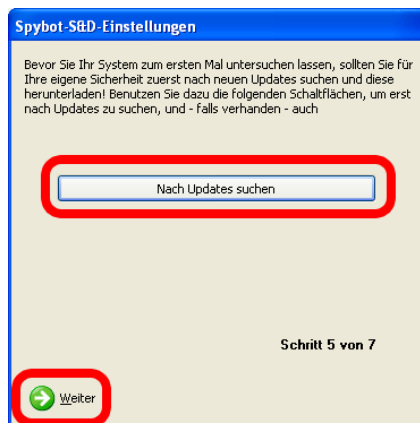 Spybot-S&D-Einstellungen
Bevor Sie Ihr System zum ersten Mal untersuchen lassen, sollten Sie für
Ihre eigene Sicherheit zuerst nach neuen Updates suchen und diese
herunterladen! Benutzen Sie dazu die folgenden Schaltflächen, um erst
nach Updates zu suchen, und - falls verhanden - auch
Nach Updates suchen
Schritt 5 von 7
Weiter